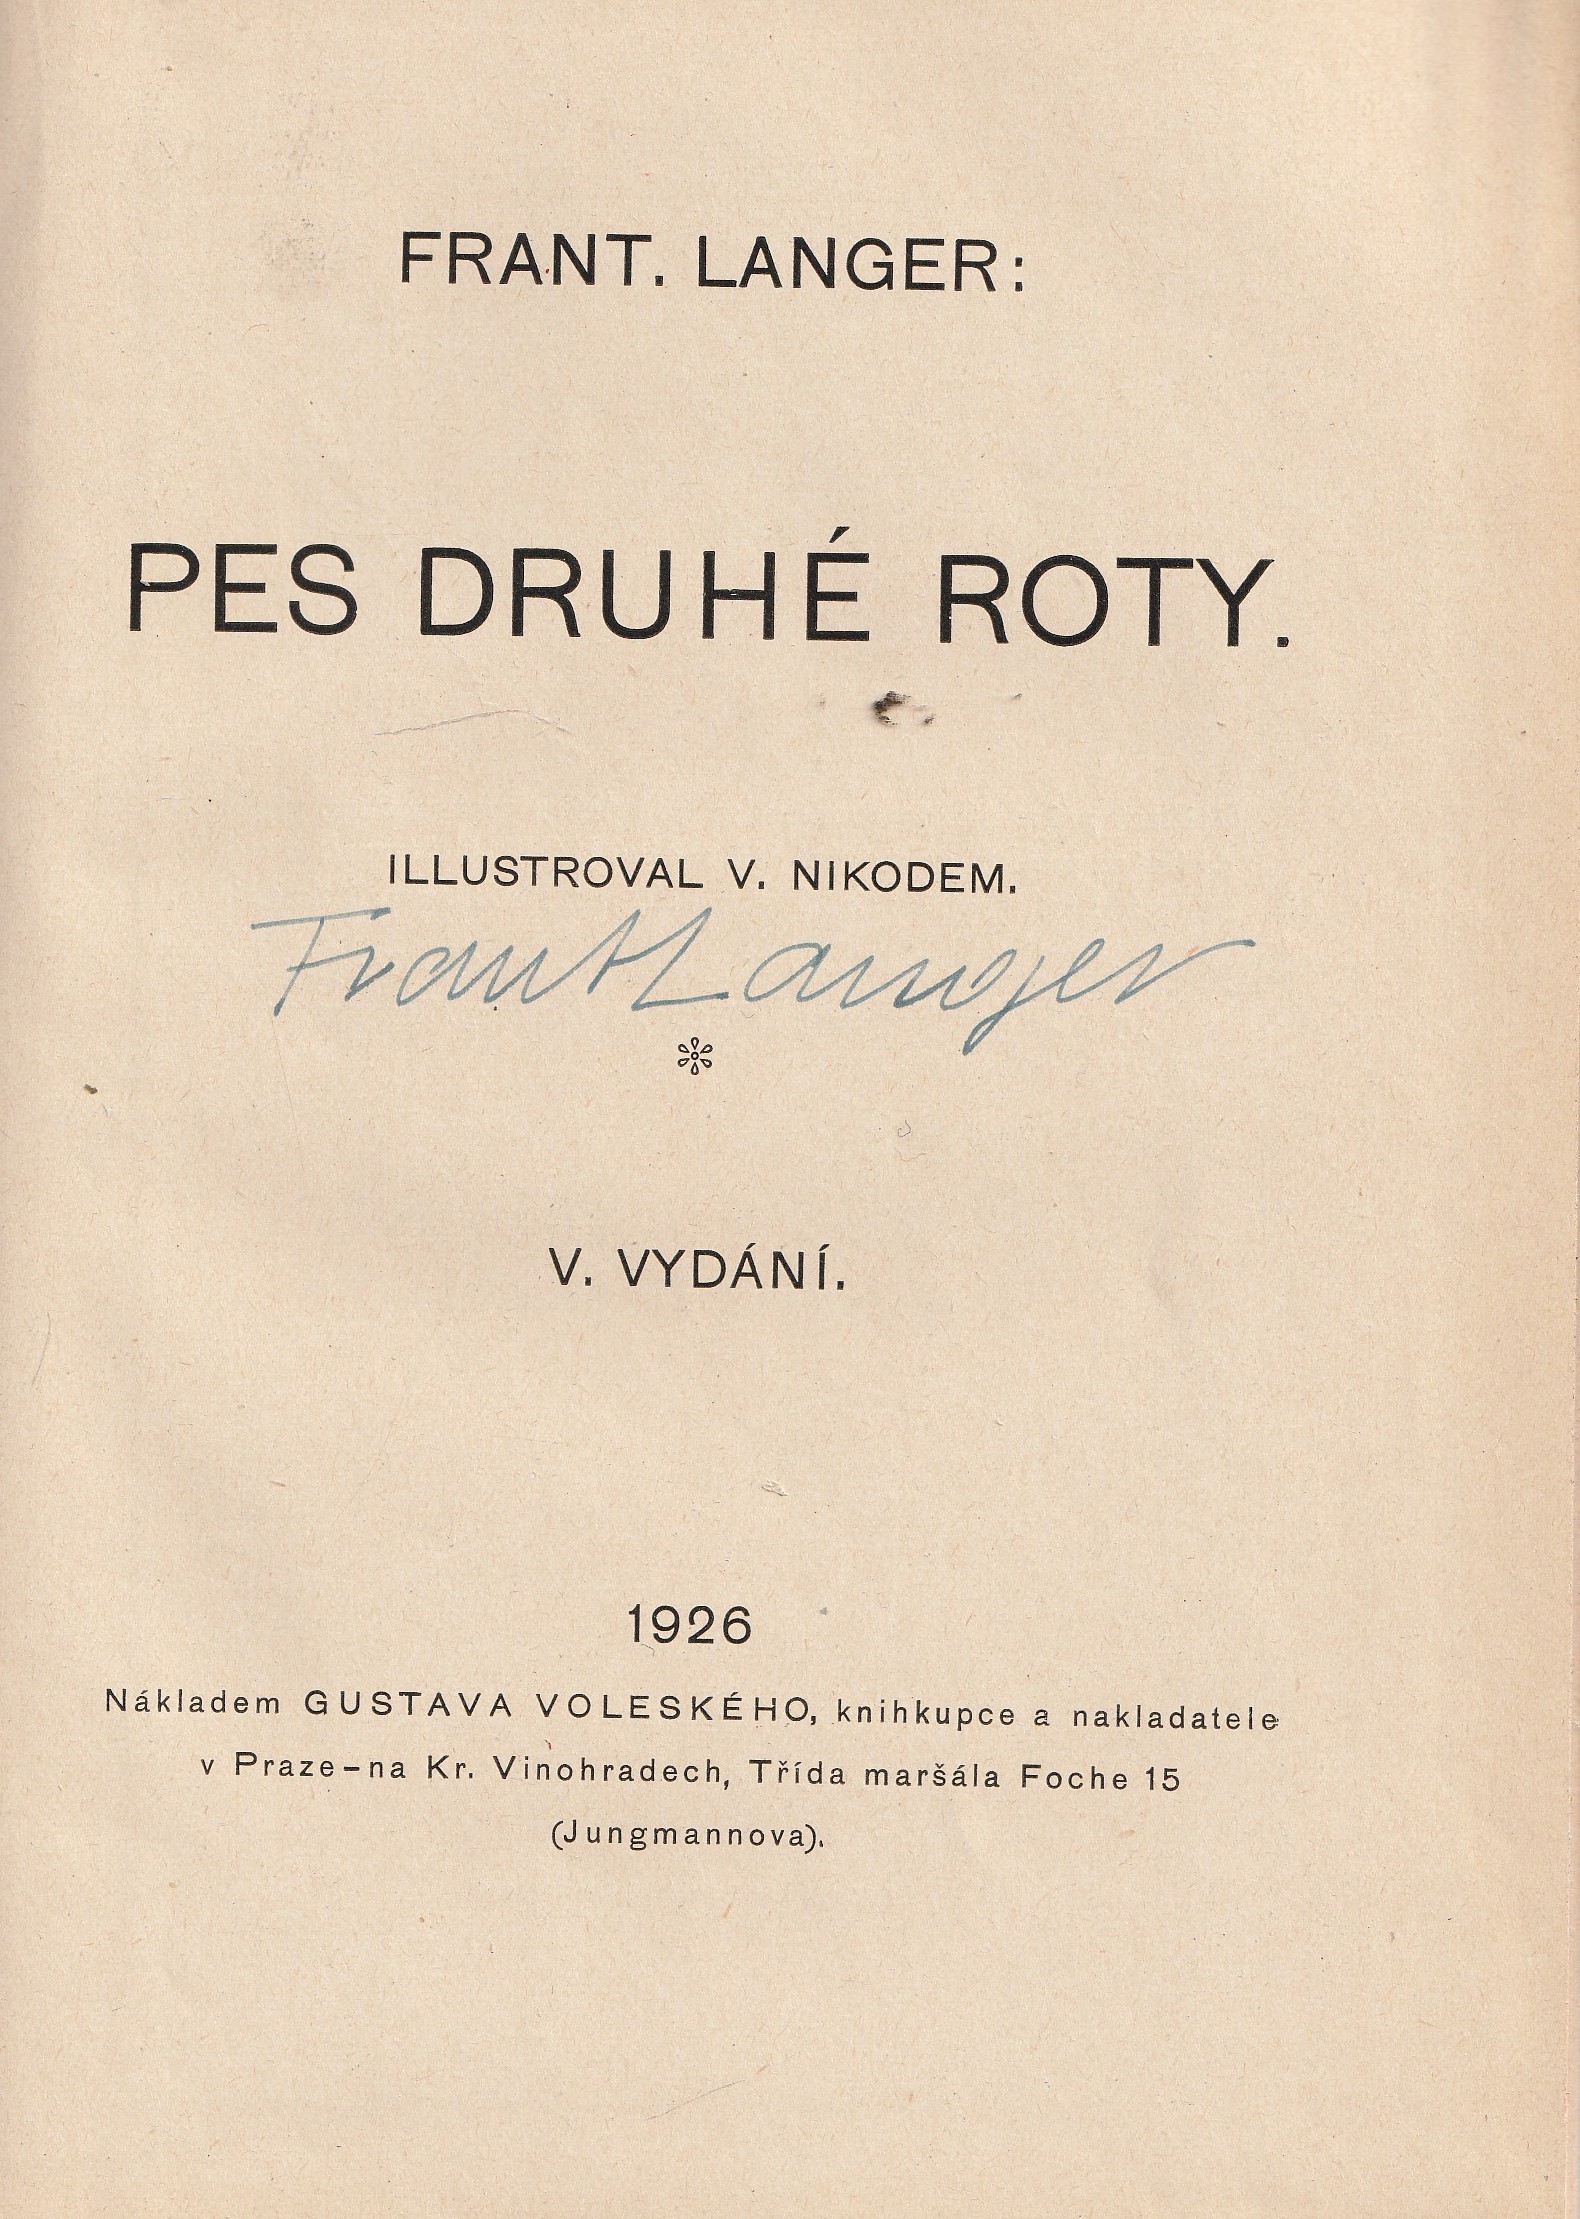 FRANT. LANGER:
PES DRUHÉ ROTY.
ILLUSTROVAL V. NIKODEM.
Frant Langer
V. VYDÁNÍ.
1926
Nákladem GUSTAVA VOLESKÉHO, knihkupce a nakladatele
v Praze–na Kr. Vinohradech, Třída maršála Foche 15
(Jungmannova).